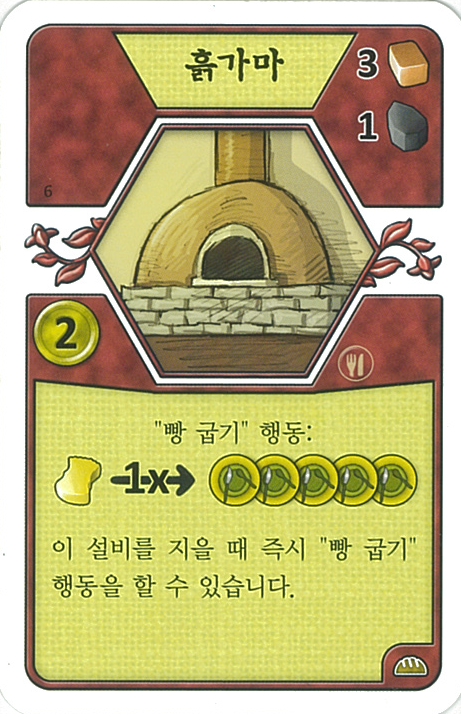 흙가마
3
1
6
2
"빵 굽기" 행동:
1x
이 설비를 지을 때 즉시 "빵 굽기"
행동을 할 수 있습니다.